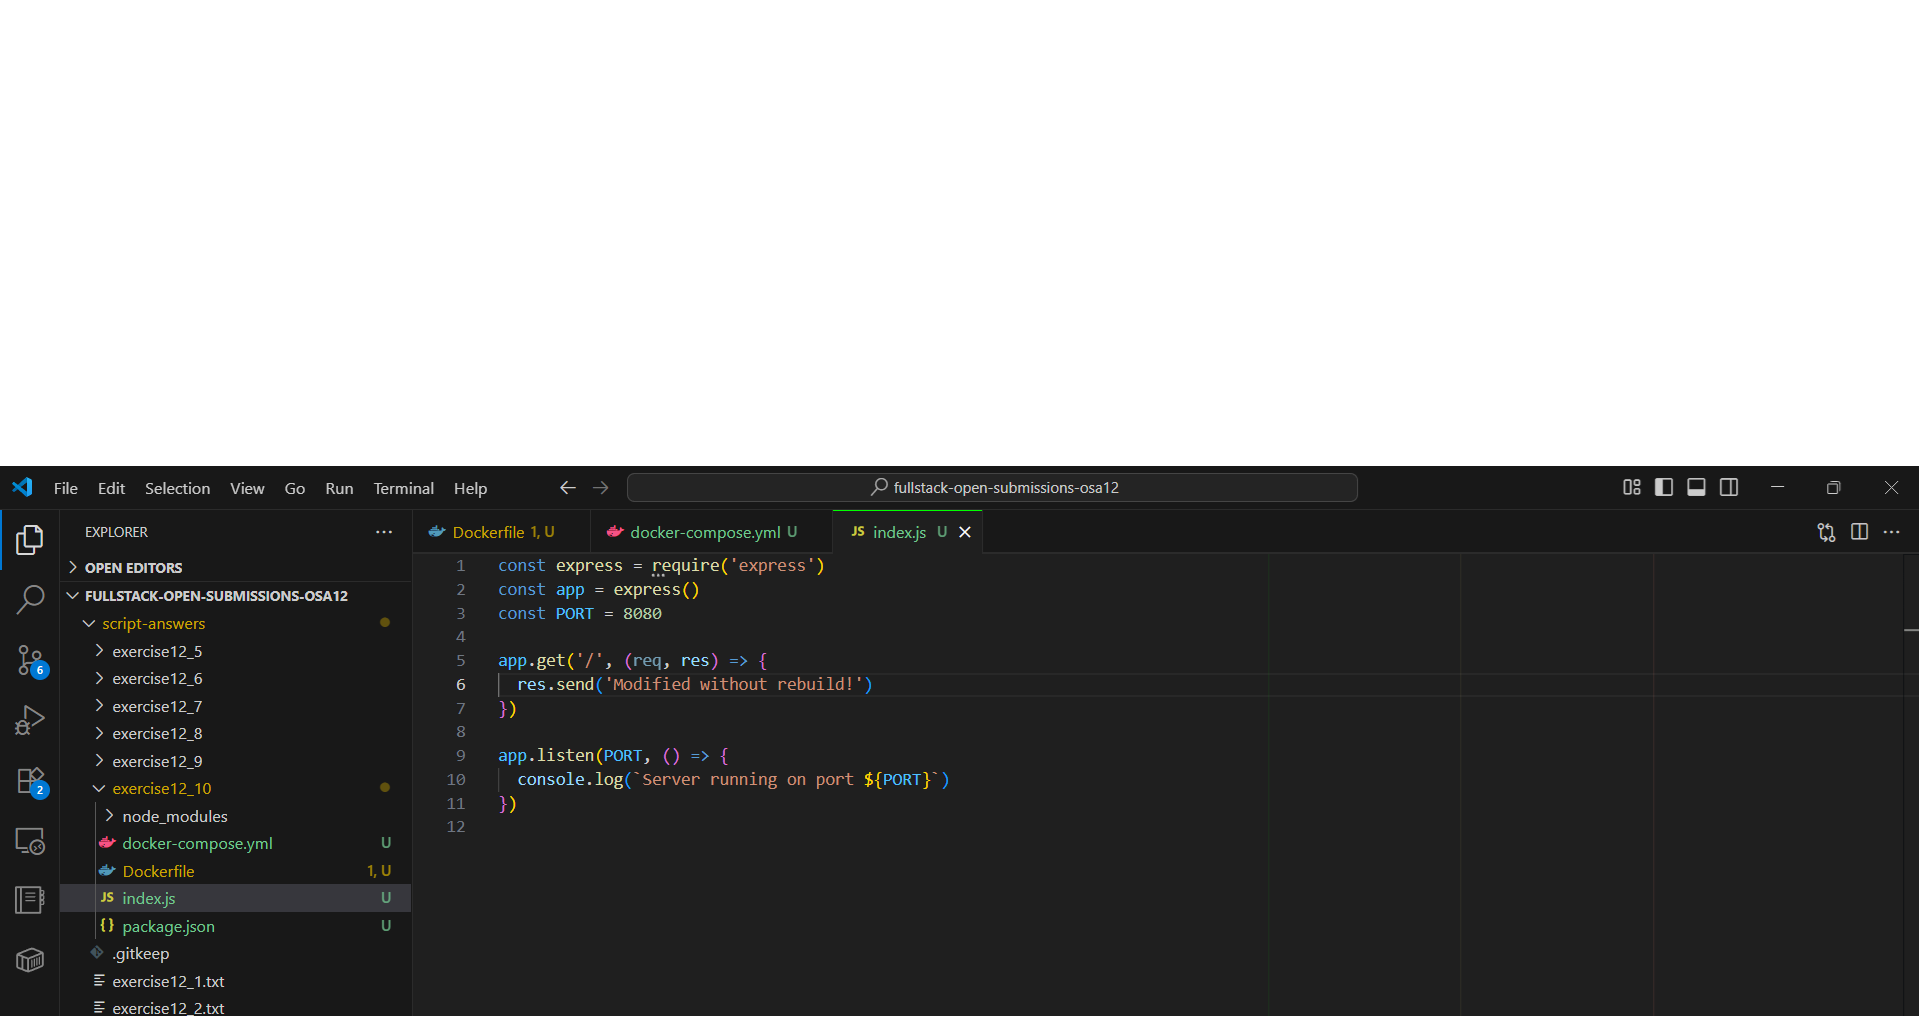 File Edit Selection View Go Run Terminal Help
fullstack-open-submissions-osa12
EXPLORER
OPEN EDITORS
FULLSTACK-OPEN-SUBMISSIONS-OSA12
script-answers
exercise12_5
exercise12_6
6
exercise12_7
exercise12_8
exercise12_9
exercise12_10
2
node_modules
docker-compose.yml U
Dockerfile 1, U
JS index.js U
{} package.json U
.gitkeep
exercise12_1.txt
exercise12_2.txt
Dockerfile 1, U docker-compose.yml U JS index.js U
1 const express = require('express')
2 const app = express()
3 const PORT = 8080
4
5 app.get('/', (req, res) => {
6 res.send('Modified without rebuild!')
7 })
8
9 app.listen(PORT, () => {
10 console.log(`Server running on port ${PORT}`)
11 })
12